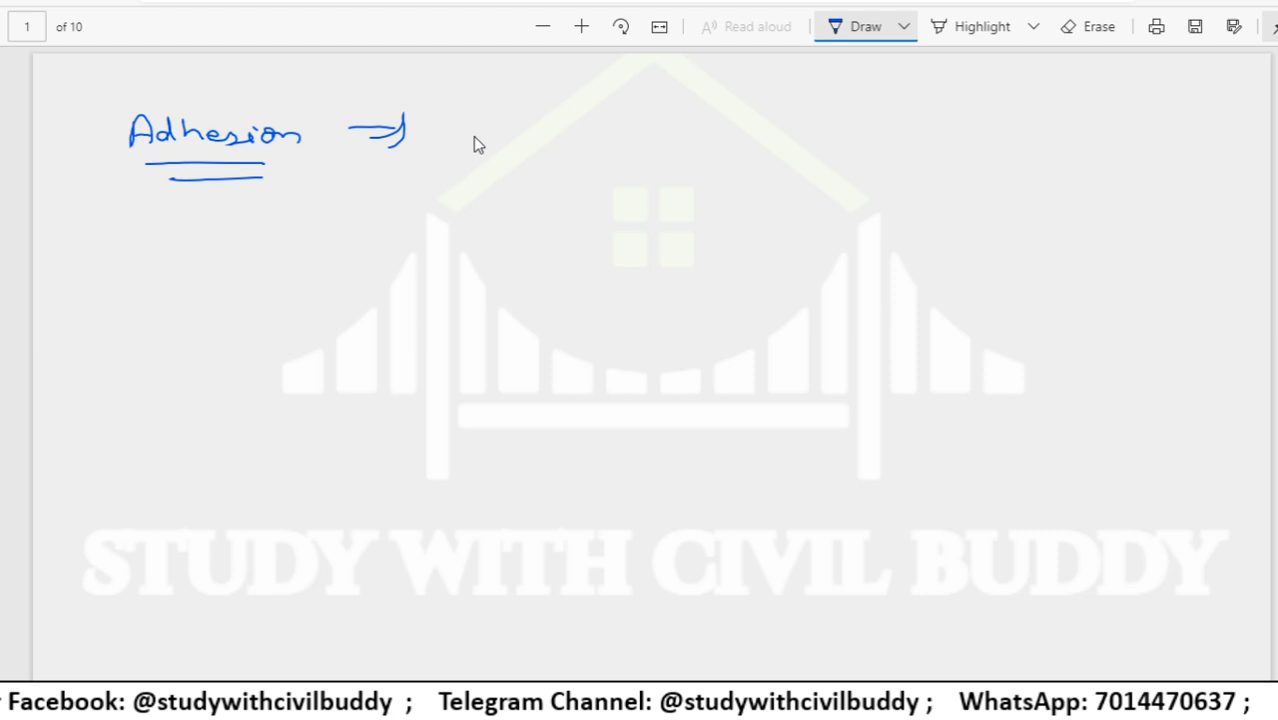 1 of 10 Read aloud Draw Highlight Erase
Adhesion ⇒
STUDY WITH CIVIL BUDDY
Facebook: @studywithcivilbuddy ; Telegram Channel: @studywithcivilbuddy ; WhatsApp: 7014470637 ;